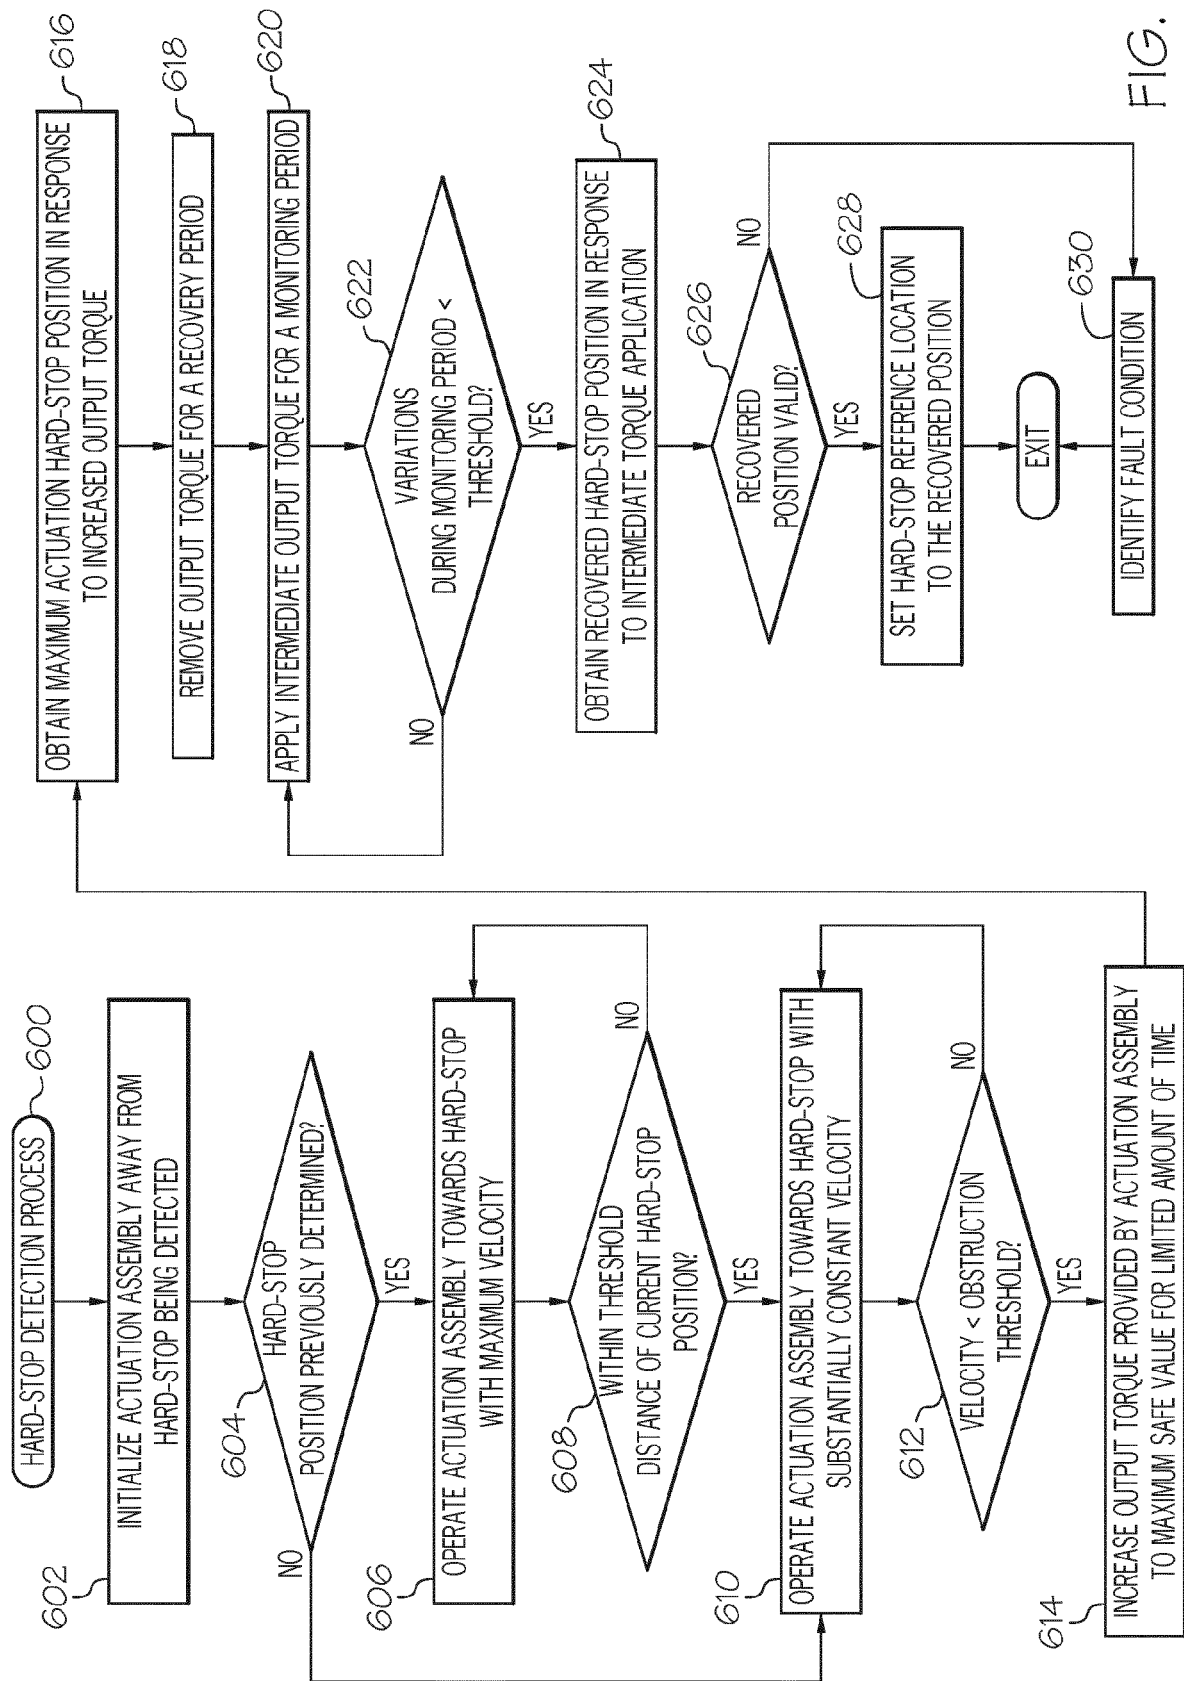 HARD-STOP DETECTION PROCESS
600
602
INITIALIZE ACTUATION ASSEMBLY AWAY FROM
HARD-STOP BEING DETECTED
604
HARD-STOP
POSITION PREVIOUSLY DETERMINED?
NO
YES
606
OPERATE ACTUATION ASSEMBLY TOWARDS HARD-STOP
WITH MAXIMUM VELOCITY
608
WITHIN THRESHOLD
DISTANCE OF CURRENT HARD-STOP
POSITION?
NO
YES
610
OPERATE ACTUATION ASSEMBLY TOWARDS HARD-STOP WITH
SUBSTANTIALLY CONSTANT VELOCITY
612
VELOCITY < OBSTRUCTION
THRESHOLD?
NO
YES
614
INCREASE OUTPUT TORQUE PROVIDED BY ACTUATION ASSEMBLY
TO MAXIMUM SAFE VALUE FOR LIMITED AMOUNT OF TIME
616
OBTAIN MAXIMUM ACTUATION HARD-STOP POSITION IN RESPONSE
TO INCREASED OUTPUT TORQUE
618
REMOVE OUTPUT TORQUE FOR A RECOVERY PERIOD
620
APPLY INTERMEDIATE OUTPUT TORQUE FOR A MONITORING PERIOD
622
VARIATIONS
DURING MONITORING PERIOD <
THRESHOLD?
NO
YES
624
OBTAIN RECOVERED HARD-STOP POSITION IN RESPONSE
TO INTERMEDIATE TORQUE APPLICATION
626
RECOVERED
POSITION VALID?
NO
YES
628
SET HARD-STOP REFERENCE LOCATION
TO THE RECOVERED POSITION
EXIT
630
IDENTIFY FAULT CONDITION
FIG.